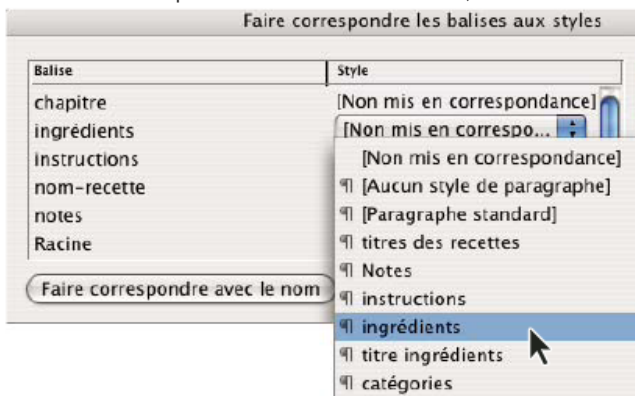 Faire correspondre les balises aux styles
Balise Style
chapitre [Non mis en correspondance]
ingrédients [Non mis en correspo...
instructions [Non mis en correspondance]
nom-recette ¶ [Aucun style de paragraphe]
notes ¶ [Paragraphe standard]
Racine ¶ titres des recettes
¶ Notes
Faire correspondre avec le nom ¶ instructions
¶ ingrédients
¶ titre ingrédients
¶ catégories